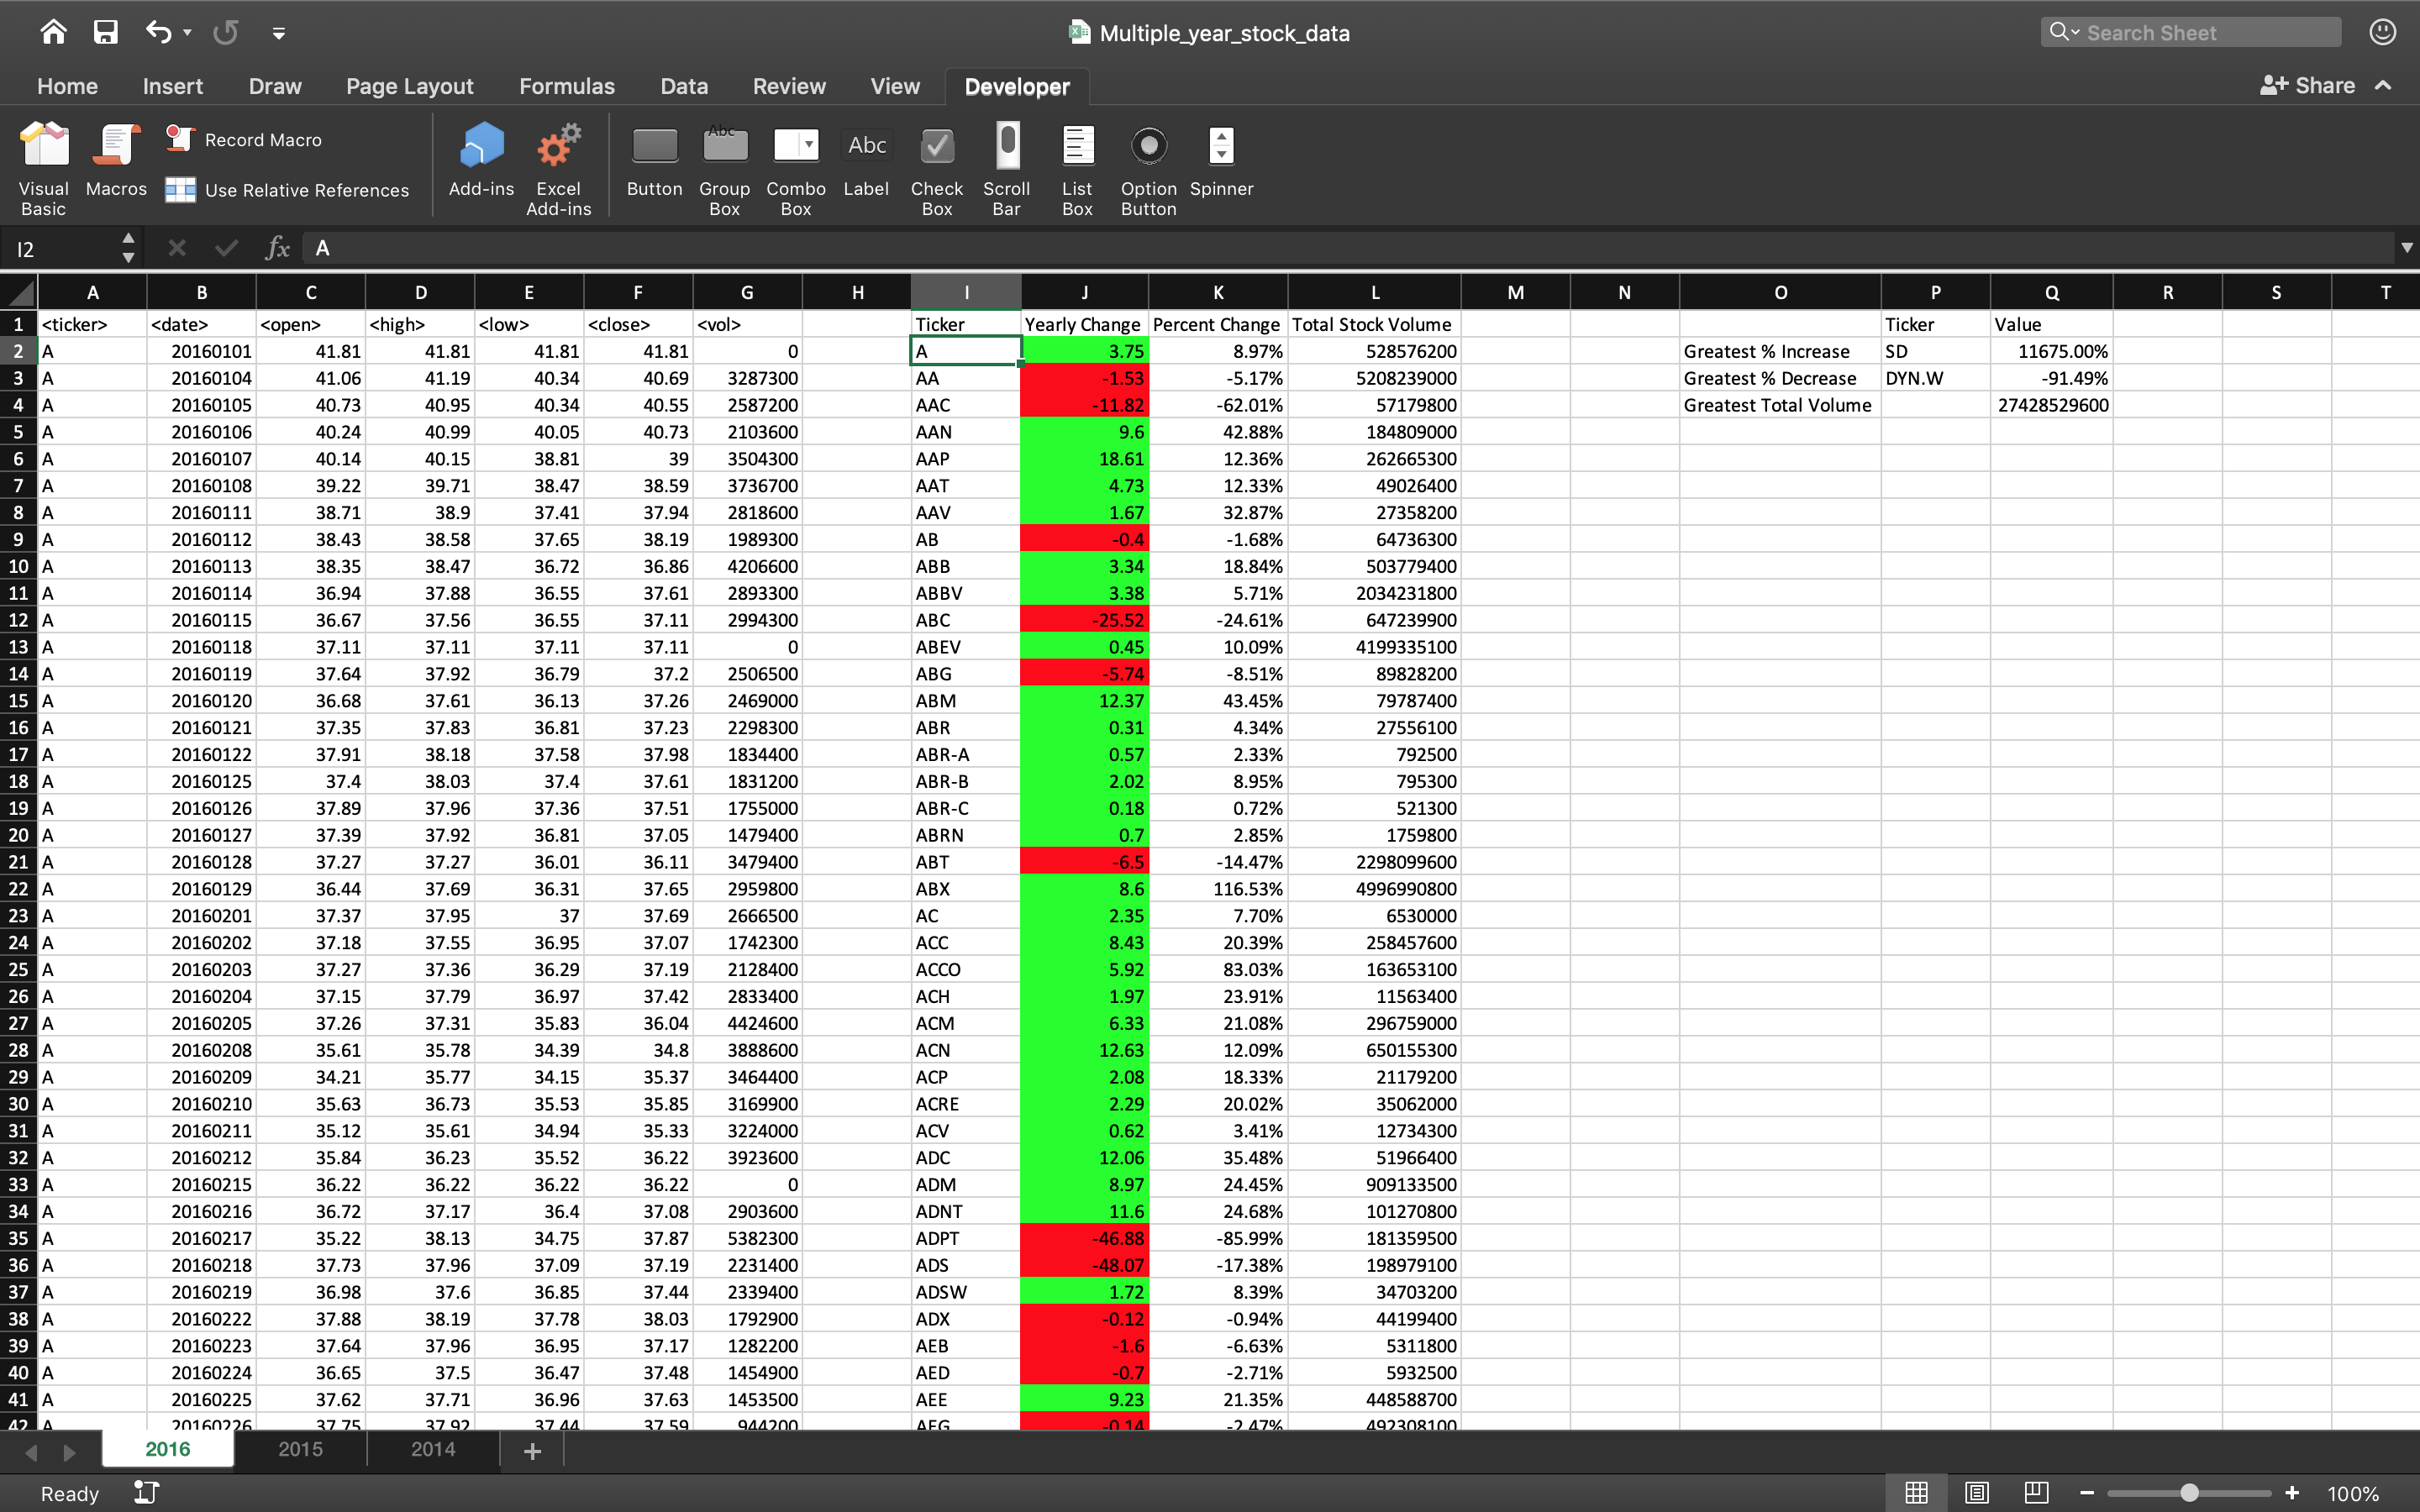 Multiple_year_stock_data
Search Sheet
Home Insert Draw Page Layout Formulas Data Review View Developer Share
Visual Basic
Macros
Record Macro
Use Relative References
Add-ins
Excel Add-ins
Button
Group Box
Combo Box
Label
Check Box
Scroll Bar
List Box
Option Button
Spinner
Abc
Abc
I2 fx A
A B C D E F G H I J K L M N O P Q R S T
1 <ticker> <date> <open> <high> <low> <close> <vol> Ticker Yearly Change Percent Change Total Stock Volume Ticker Value
2 A 20160101 41.81 41.81 41.81 41.81 0 A 3.75 8.97% 528576200 Greatest % Increase SD 11675.00%
3 A 20160104 41.06 41.19 40.34 40.69 3287300 AA -1.53 -5.17% 5208239000 Greatest % Decrease DYN.W -91.49%
4 A 20160105 40.73 40.95 40.34 40.55 2587200 AAC -11.82 -62.01% 57179800 Greatest Total Volume 27428529600
5 A 20160106 40.24 40.99 40.05 40.73 2103600 AAN 9.6 42.88% 184809000
6 A 20160107 40.14 40.15 38.81 39 3504300 AAP 18.61 12.36% 262665300
7 A 20160108 39.22 39.71 38.47 38.59 3736700 AAT 4.73 12.33% 49026400
8 A 20160111 38.71 38.9 37.41 37.94 2818600 AAV 1.67 32.87% 27358200
9 A 20160112 38.43 38.58 37.65 38.19 1989300 AB -0.4 -1.68% 64736300
10 A 20160113 38.35 38.47 36.72 36.86 4206600 ABB 3.34 18.84% 503779400
11 A 20160114 36.94 37.88 36.55 37.61 2893300 ABBV 3.38 5.71% 2034231800
12 A 20160115 36.67 37.56 36.55 37.11 2994300 ABC -25.52 -24.61% 647239900
13 A 20160118 37.11 37.11 37.11 37.11 0 ABEV 0.45 10.09% 4199335100
14 A 20160119 37.64 37.92 36.79 37.2 2506500 ABG -5.74 -8.51% 89828200
15 A 20160120 36.68 37.61 36.13 37.26 2469000 ABM 12.37 43.45% 79787400
16 A 20160121 37.35 37.83 36.81 37.23 2298300 ABR 0.31 4.34% 27556100
17 A 20160122 37.91 38.18 37.58 37.98 1834400 ABR-A 0.57 2.33% 792500
18 A 20160125 37.4 38.03 37.4 37.61 1831200 ABR-B 2.02 8.95% 795300
19 A 20160126 37.89 37.96 37.36 37.51 1755000 ABR-C 0.18 0.72% 521300
20 A 20160127 37.39 37.92 36.81 37.05 1479400 ABRN 0.7 2.85% 1759800
21 A 20160128 37.27 37.27 36.01 36.11 3479400 ABT -6.5 -14.47% 2298099600
22 A 20160129 36.44 37.69 36.31 37.65 2959800 ABX 8.6 116.53% 4996990800
23 A 20160201 37.37 37.95 37 37.69 2666500 AC 2.35 7.70% 6530000
24 A 20160202 37.18 37.55 36.95 37.07 1742300 ACC 8.43 20.39% 258457600
25 A 20160203 37.27 37.36 36.29 37.19 2128400 ACCO 5.92 83.03% 163653100
26 A 20160204 37.15 37.79 36.97 37.42 2833400 ACH 1.97 23.91% 11563400
27 A 20160205 37.26 37.31 35.83 36.04 4424600 ACM 6.33 21.08% 296759000
28 A 20160208 35.61 35.78 34.39 34.8 3888600 ACN 12.63 12.09% 650155300
29 A 20160209 34.21 35.77 34.15 35.37 3464400 ACP 2.08 18.33% 21179200
30 A 20160210 35.63 36.73 35.53 35.85 3169900 ACRE 2.29 20.02% 35062000
31 A 20160211 35.12 35.61 34.94 35.33 3224000 ACV 0.62 3.41% 12734300
32 A 20160212 35.84 36.23 35.52 36.22 3923600 ADC 12.06 35.48% 51966400
33 A 20160215 36.22 36.22 36.22 36.22 0 ADM 8.97 24.45% 909133500
34 A 20160216 36.72 37.17 36.4 37.08 2903600 ADNT 11.6 24.68% 101270800
35 A 20160217 35.22 38.13 34.75 37.87 5382300 ADPT -46.88 -85.99% 181359500
36 A 20160218 37.73 37.96 37.09 37.19 2231400 ADS -48.07 -17.38% 198979100
37 A 20160219 36.98 37.6 36.85 37.44 2339400 ADSW 1.72 8.39% 34703200
38 A 20160222 37.88 38.19 37.78 38.03 1792900 ADX -0.12 -0.94% 44199400
39 A 20160223 37.64 37.96 36.95 37.17 1282200 AEB -1.6 -6.63% 5311800
40 A 20160224 36.65 37.5 36.47 37.48 1454900 AED -0.7 -2.71% 5932500
41 A 20160225 37.62 37.71 36.96 37.63 1453500 AEE 9.23 21.35% 448588700
42 A 20160226 37.75 37.92 37.44 37.59 944200 AEG -0.14 -2.47% 492308100
2016 2015 2014
Ready 100%